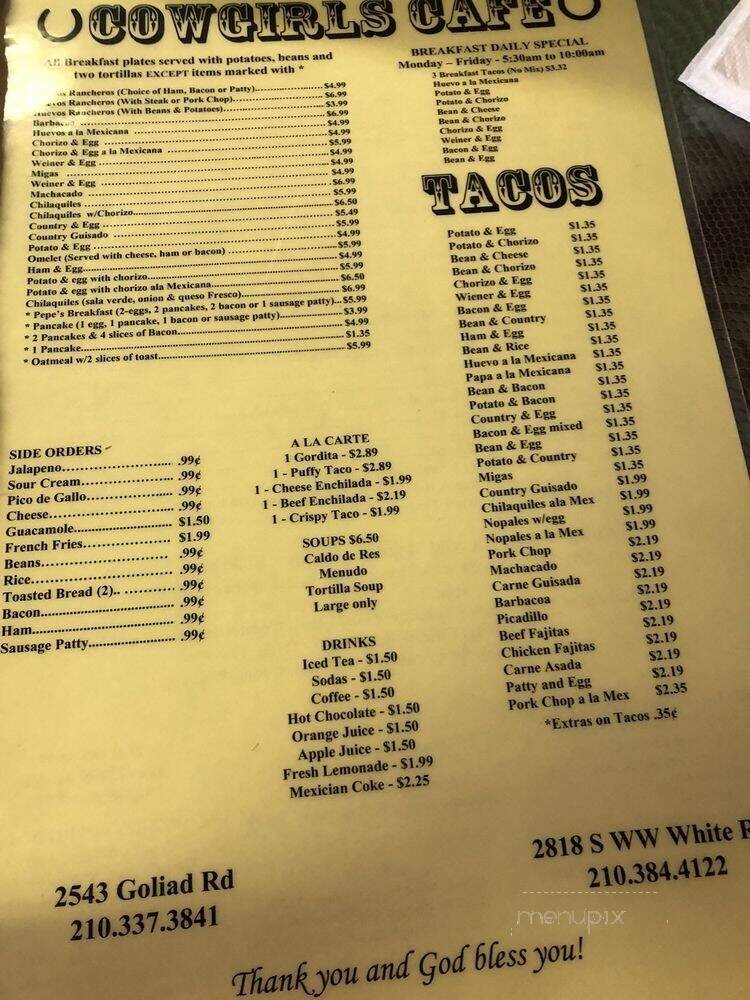 COWGIRLS CAFE
All Breakfast plates served with potatoes, beans and
two tortillas EXCEPT items marked with *
Rancheros (Choice of Ham, Bacon or Patty) $4.99
Rancheros (With Steak or Pork Chop) $6.99
Huevos Rancheros (With Beans & Potatoes) $3.99
Barbacoa $6.99
Huevos a la Mexicana $4.99
Chorizo & Egg $4.99
Chorizo & Egg a la Mexicana $5.99
Weiner & Egg $4.99
Migas $4.99
Weiner & Egg $4.99
Machacado $6.99
Chilaquiles $5.99
Chilaquiles w/Chorizo $6.50
Country & Egg $5.49
Country Guisado $5.99
Potato & Egg $4.99
Omelet (Served with cheese, ham or bacon) $5.99
Ham & Egg $4.99
Potato & egg with chorizo $5.99
Potato & egg with chorizo ala Mexicana $6.50
Chilaquiles (sala verde, onion & queso Fresco) $6.99
* Pepe's Breakfast (2-eggs, 2 pancakes, 2 bacon or 1 sausage patty) $5.99
* Pancake (1 egg, 1 pancake, 1 bacon or sausage patty) $3.99
* 2 Pancakes & 4 slices of Bacon $4.99
* 1 Pancake $1.35
* Oatmeal w/2 slices of toast $5.99
BREAKFAST DAILY SPECIAL
Monday – Friday - 5:30am to 10:00am
3 Breakfast Tacos (No Mix) $3.32
Huevo a la Mexicana
Potato & Egg
Potato & Chorizo
Bean & Cheese
Bean & Chorizo
Chorizo & Egg
Weiner & Egg
Bacon & Egg
Bean & Egg
TACOS
Potato & Egg $1.35
Potato & Chorizo $1.35
Bean & Cheese $1.35
Bean & Chorizo $1.35
Chorizo & Egg $1.35
Wiener & Egg $1.35
Bacon & Egg $1.35
Bean & Country $1.35
Ham & Egg $1.35
Bean & Rice $1.35
Huevo a la Mexicana $1.35
Papa a la Mexicana $1.35
Bean & Bacon $1.35
Potato & Bacon $1.35
Country & Egg $1.35
Bacon & Egg mixed $1.35
Bean & Egg $1.35
Potato & Country $1.35
Migas $1.35
Country Guisado $1.99
Chilaquiles ala Mex $1.99
Nopales w/egg $1.99
Nopales a la Mex $1.99
Pork Chop $2.19
Machacado $2.19
Carne Guisada $2.19
Barbacoa $2.19
Picadillo $2.19
Beef Fajitas $2.19
Chicken Fajitas $2.19
Carne Asada $2.19
Patty and Egg $2.19
Pork Chop a la Mex $2.35
*Extras on Tacos .35¢
SIDE ORDERS
Jalapeno .99¢
Sour Cream .99¢
Pico de Gallo .99¢
Cheese .99¢
Guacamole $1.50
French Fries $1.99
Beans .99¢
Rice .99¢
Toasted Bread (2) .99¢
Bacon .99¢
Ham .99¢
Sausage Patty .99¢
A LA CARTE
1 Gordita - $2.89
1 - Puffy Taco - $2.89
1 - Cheese Enchilada - $1.99
1 - Beef Enchilada - $2.19
1 - Crispy Taco - $1.99
SOUPS $6.50
Caldo de Res
Menudo
Tortilla Soup
Large only
DRINKS
Iced Tea - $1.50
Sodas - $1.50
Coffee - $1.50
Hot Chocolate - $1.50
Orange Juice - $1.50
Apple Juice - $1.50
Fresh Lemonade - $1.99
Mexician Coke - $2.25
2543 Goliad Rd
210.337.3841
2818 S WW White
210.384.4122
menupix
Thank you and God bless you!